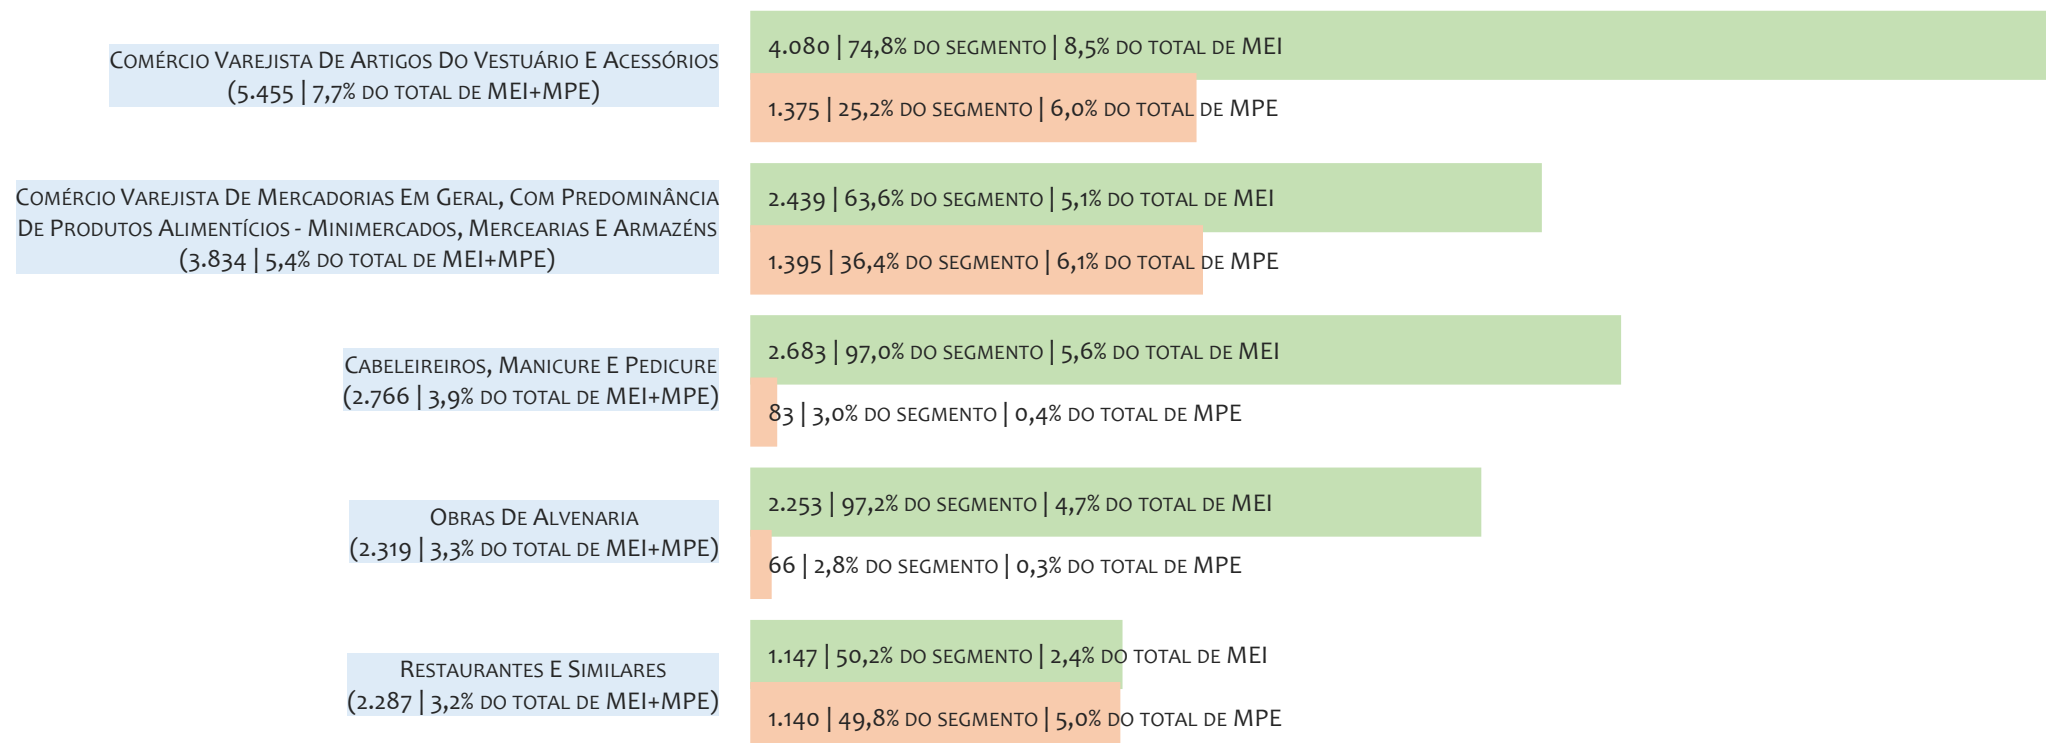 Comércio Varejista De Artigos Do Vestuário E Acessórios
(5.455 | 7,7% do total de MEI+MPE)
4.080 | 74,8% do segmento | 8,5% do total de MEI
1.375 | 25,2% do segmento | 6,0% do total de MPE
Comércio Varejista De Mercadorias Em Geral, Com Predominância
De Produtos Alimentícios - Minimercados, Mercearias E Armazéns
(3.834 | 5,4% do total de MEI+MPE)
2.439 | 63,6% do segmento | 5,1% do total de MEI
1.395 | 36,4% do segmento | 6,1% do total de MPE
Cabeleireiros, Manicure E Pedicure
(2.766 | 3,9% do total de MEI+MPE)
2.683 | 97,0% do segmento | 5,6% do total de MEI
83 | 3,0% do segmento | 0,4% do total de MPE
Obras De Alvenaria
(2.319 | 3,3% do total de MEI+MPE)
2.253 | 97,2% do segmento | 4,7% do total de MEI
66 | 2,8% do segmento | 0,3% do total de MPE
Restaurantes E Similares
(2.287 | 3,2% do total de MEI+MPE)
1.147 | 50,2% do segmento | 2,4% do total de MEI
1.140 | 49,8% do segmento | 5,0% do total de MPE